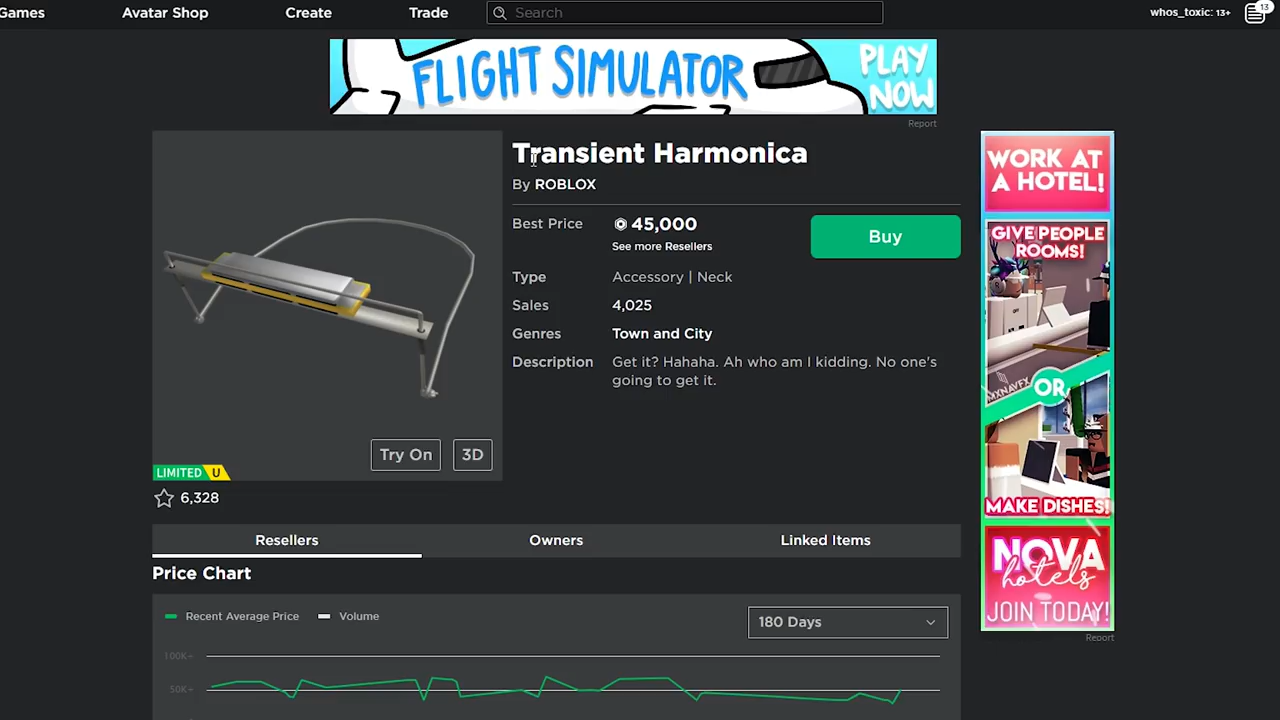 Games Avatar Shop Create Trade Search whos_toxic: 13+ 13
FLIGHT SIMULATOR PLAY NOW
Report
Transient Harmonica
By ROBLOX
Best Price 45,000 Buy
See more Resellers
Type Accessory | Neck
Sales 4,025
Genres Town and City
Description Get it? Hahaha. Ah who am I kidding. No one's
going to get it.
Try On 3D
LIMITED U
6,328
WORK AT
A HOTEL!
GIVE PEOPLE
ROOMS!
OR
MAKE DISHES!
NOVA
hotels
JOIN TODAY!
Report
Resellers Owners Linked Items
Price Chart
Recent Average Price Volume 180 Days
100K+
50K+